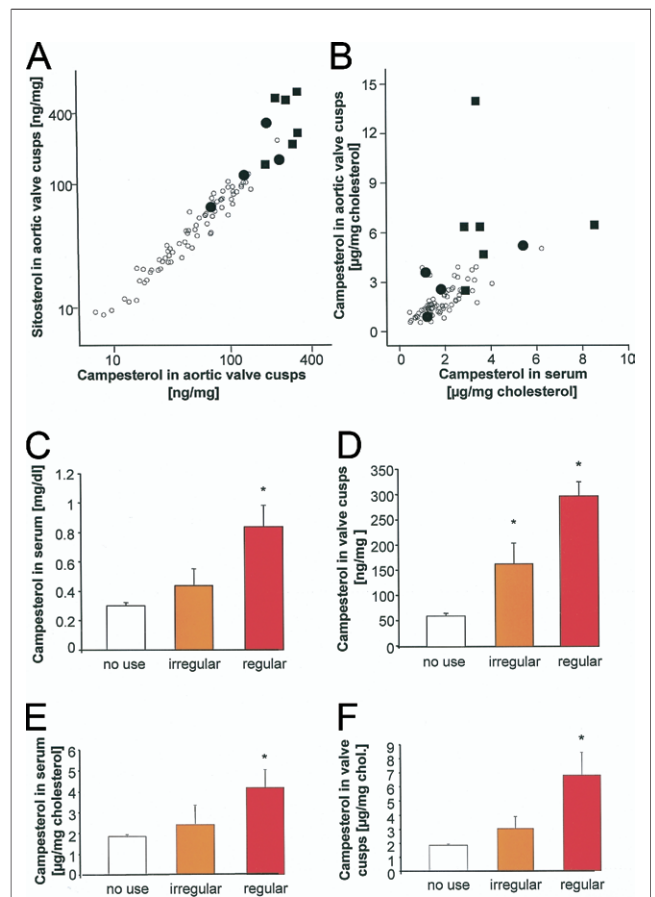 A
Sitosterol in aortic valve cusps [ng/mg]
400
100
10
10
100
400
Campesterol in aortic valve cusps
[ng/mg]
B
Campesterol in aortic valve cusps
[µg/mg cholesterol]
15
12
9
6
3
0
0
2
4
6
8
10
Campesterol in serum
[µg/mg cholesterol]
C
Campesterol in serum [mg/dl]
1.2
1
0.8
0.6
0.4
0.2
0
*
no use
irregular
regular
D
Campesterol in valve cusps
[ng/mg ]
350
300
250
200
150
100
50
0
*
*
no use
irregular
regular
E
Campesterol in serum
[µg/mg cholesterol]
6
5
4
3
2
1
0
*
no use
irregular
regular
F
Campesterol in valve
cusps [µg/mg chol.]
9
8
7
6
5
4
3
2
1
0
*
no use
irregular
regular